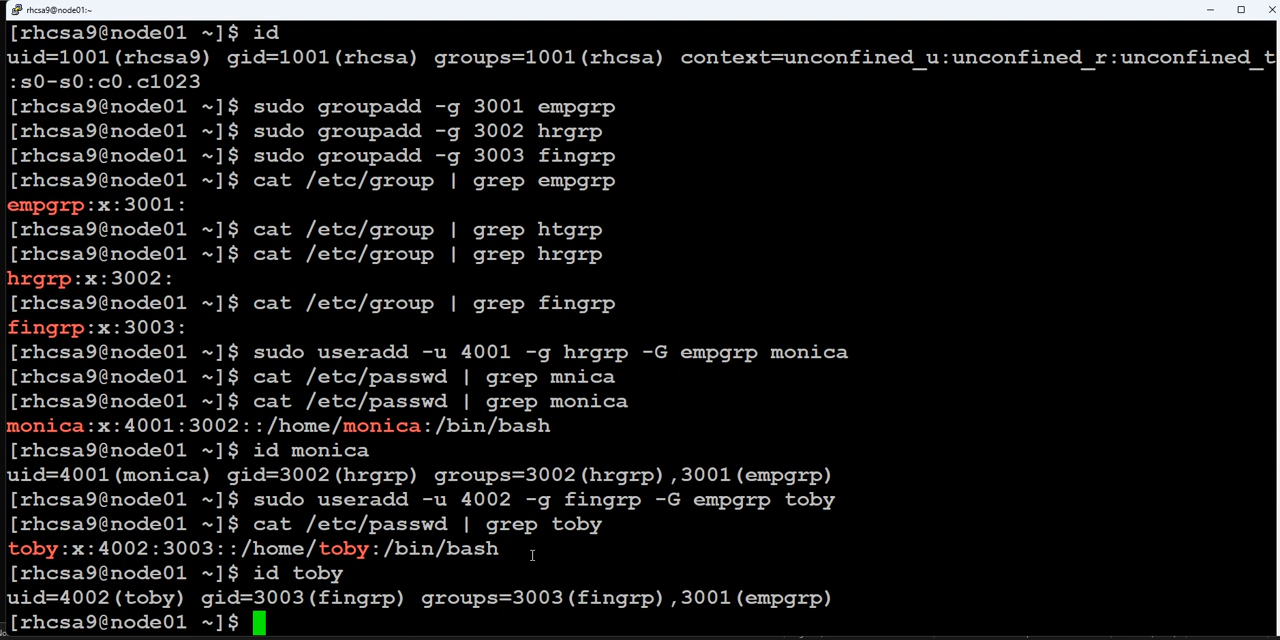 rhcsa9@node01:~
[rhcsa9@node01 ~]$ id
uid=1001(rhcsa9) gid=1001(rhcsa) groups=1001(rhcsa) context=unconfined_u:unconfined_r:unconfined_t
:s0-s0:c0.c1023
[rhcsa9@node01 ~]$ sudo groupadd -g 3001 empgrp
[rhcsa9@node01 ~]$ sudo groupadd -g 3002 hrgrp
[rhcsa9@node01 ~]$ sudo groupadd -g 3003 fingrp
[rhcsa9@node01 ~]$ cat /etc/group | grep empgrp
empgrp:x:3001:
[rhcsa9@node01 ~]$ cat /etc/group | grep htgrp
[rhcsa9@node01 ~]$ cat /etc/group | grep hrgrp
hrgrp:x:3002:
[rhcsa9@node01 ~]$ cat /etc/group | grep fingrp
fingrp:x:3003:
[rhcsa9@node01 ~]$ sudo useradd -u 4001 -g hrgrp -G empgrp monica
[rhcsa9@node01 ~]$ cat /etc/passwd | grep mnica
[rhcsa9@node01 ~]$ cat /etc/passwd | grep monica
monica:x:4001:3002::/home/monica:/bin/bash
[rhcsa9@node01 ~]$ id monica
uid=4001(monica) gid=3002(hrgrp) groups=3002(hrgrp),3001(empgrp)
[rhcsa9@node01 ~]$ sudo useradd -u 4002 -g fingrp -G empgrp toby
[rhcsa9@node01 ~]$ cat /etc/passwd | grep toby
toby:x:4002:3003::/home/toby:/bin/bash
[rhcsa9@node01 ~]$ id toby
uid=4002(toby) gid=3003(fingrp) groups=3003(fingrp),3001(empgrp)
[rhcsa9@node01 ~]$